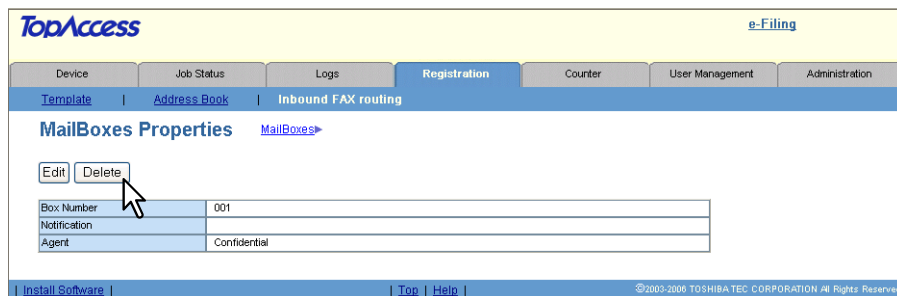 TopAccess
e-Filing
Device Job Status Logs Registration Counter User Management Administration
Template | Address Book | Inbound FAX routing
MailBoxes Properties MailBoxes
Edit Delete
Box Number 001
Notification
Agent Confidential
| Install Software | | Top | Help | ©2003-2006 TOSHIBA TEC CORPORATION All Rights Reserve